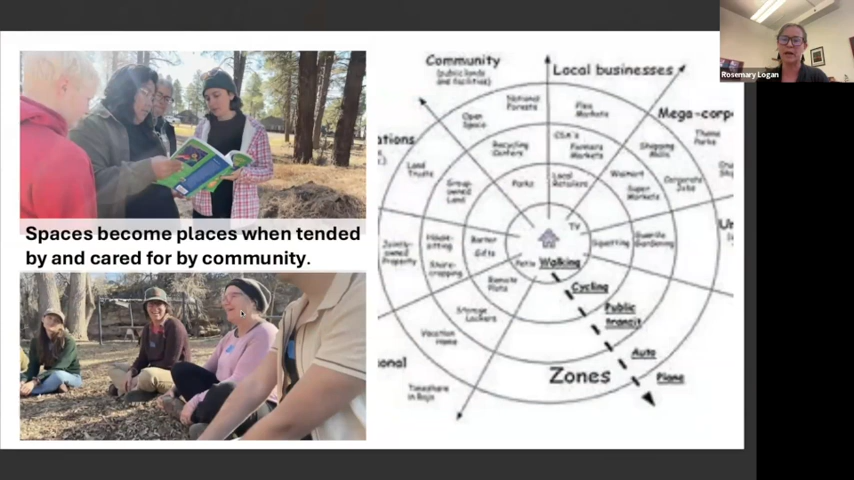 Spaces become places when tended
by and cared for by community.
Community
(public lands
and facilities)
Local businesses
Mega-corp
National
Forests
Flea
Markets
Theme
Parks
Open
Space
CSA's
Farmers
Markets
Shopping
Malls
ations
Recycling
Centers
Land
Trusts
Walmart
Corporate
Jobs
Group-
owned
Land
Parks
Local
Retailers
Super
Markets
TV
Jointly-
owned
Property
House-
sitting
Barter
Gifts
Squatting
Guerilla
Gardening
Share-
cropping
Patio
Walking
Remote
Plots
Cycling
Storage
Lockers
Public
transit
Vacation
Home
Auto
onal
Timeshare
in Baja
Zones
Plane
Rosemary Logan